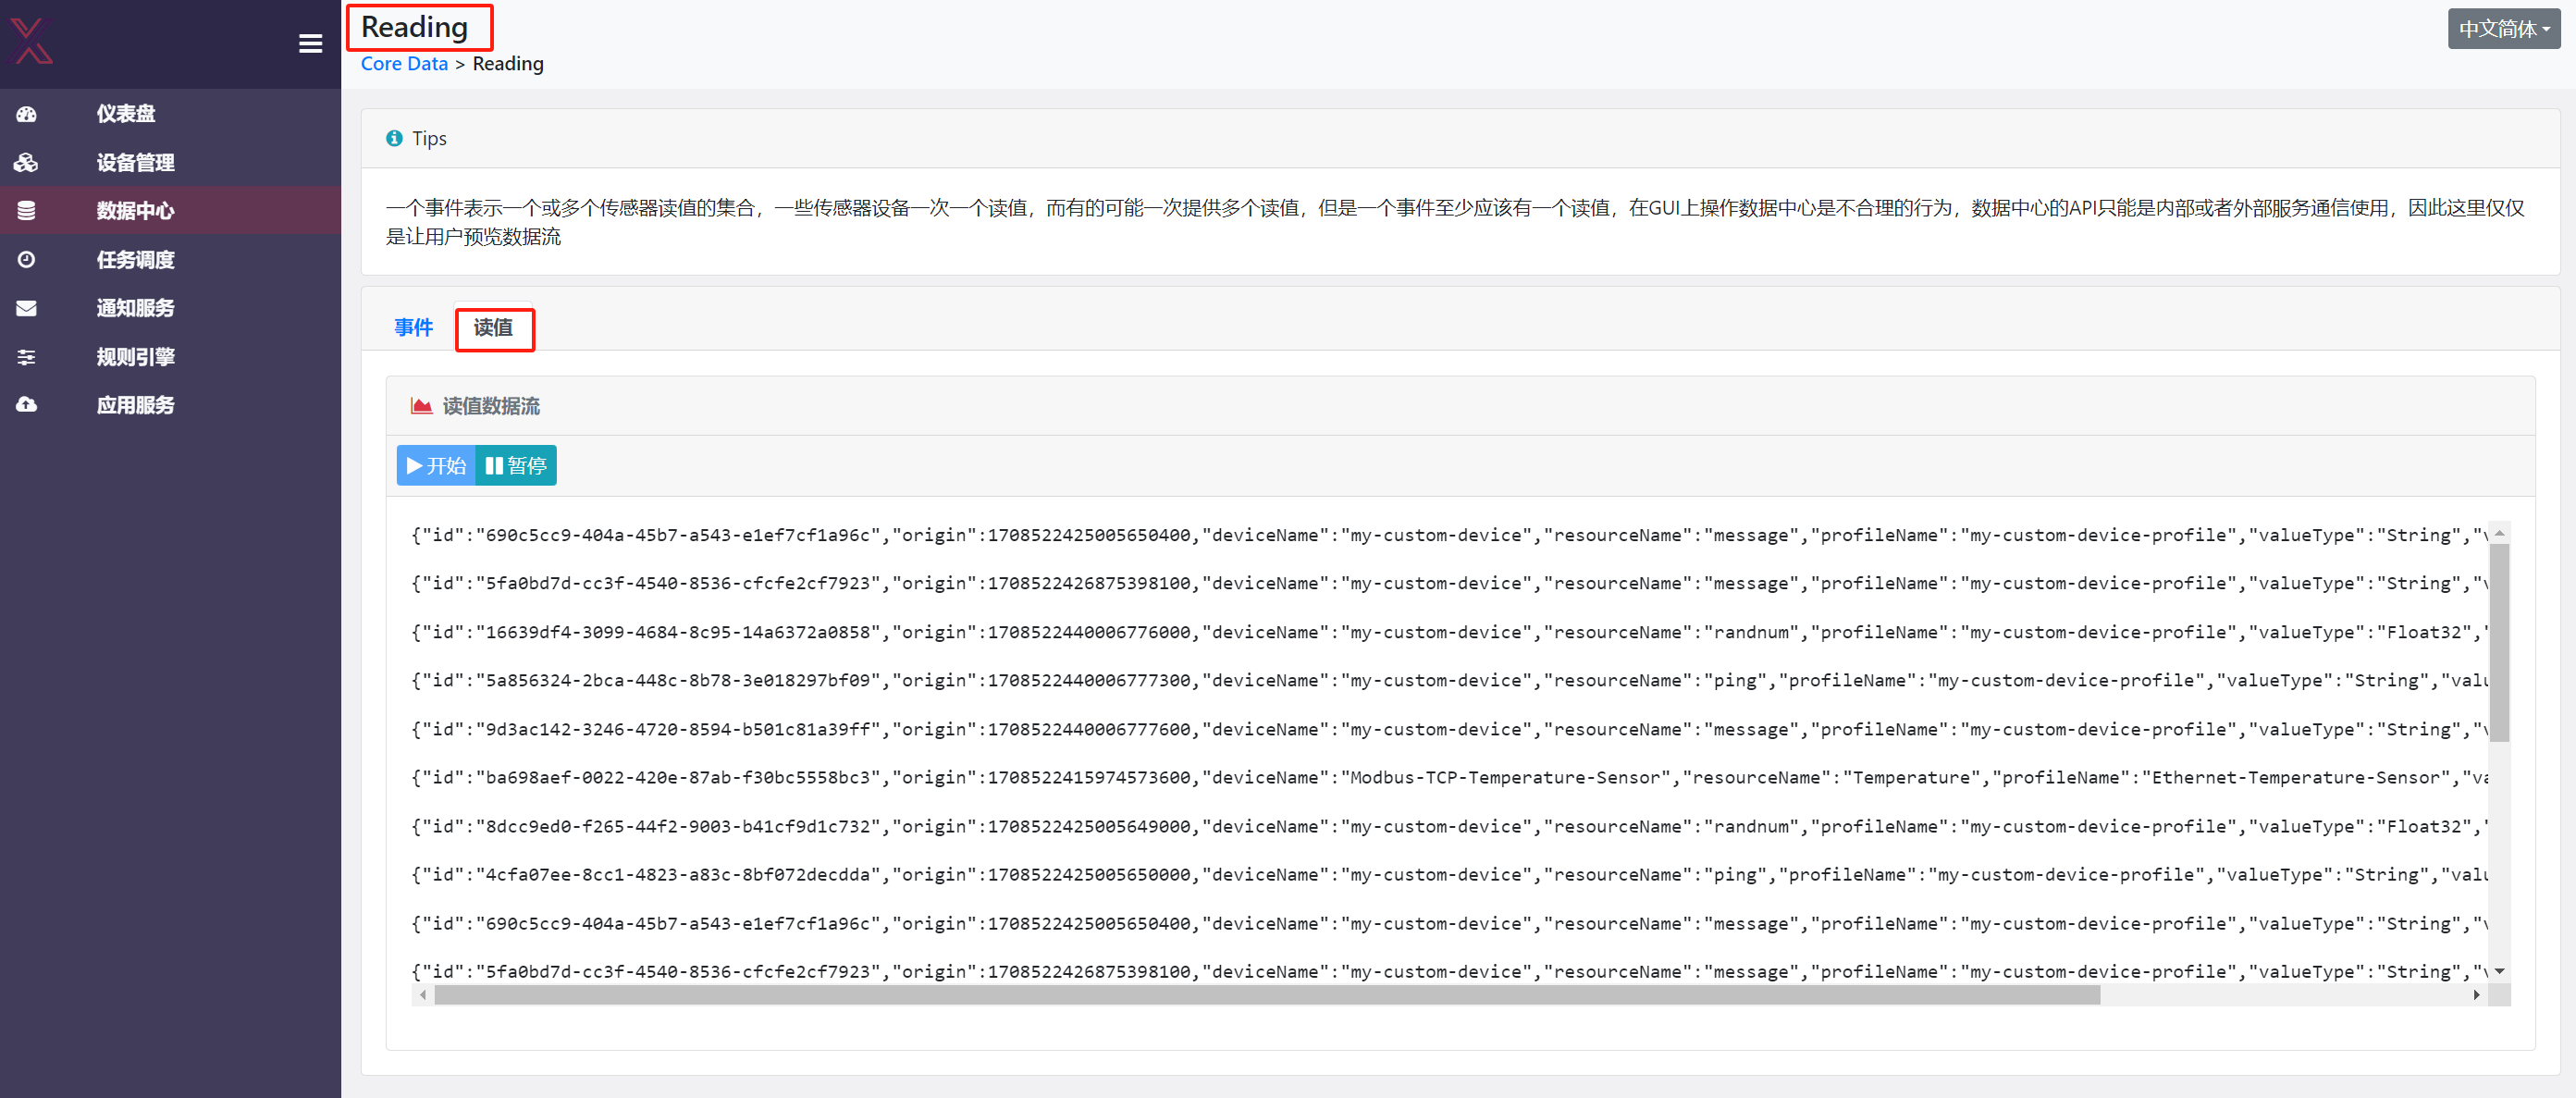 Reading
中文简体
Core Data > Reading
仪表盘
设备管理
数据中心
任务调度
通知服务
规则引擎
应用服务
Tips
一个事件表示一个或多个传感器读值的集合，一些传感器设备一次一个读值，而有的可能一次提供多个读值，但是一个事件至少应该有一个读值，在GUI上操作数据中心是不合理的行为，数据中心的API只能是内部或者外部服务通信使用，因此这里仅仅
是让用户预览数据流
事件 读值
读值数据流
开始 暂停
{"id":"690c5cc9-404a-45b7-a543-e1ef7cf1a96c","origin":1708522425005650400,"deviceName":"my-custom-device","resourceName":"message","profileName":"my-custom-device-profile","valueType":"String","v
{"id":"5fa0bd7d-cc3f-4540-8536-cfcfe2cf7923","origin":1708522426875398100,"deviceName":"my-custom-device","resourceName":"message","profileName":"my-custom-device-profile","valueType":"String","v
{"id":"16639df4-3099-4684-8c95-14a6372a0858","origin":1708522440006776000,"deviceName":"my-custom-device","resourceName":"randnum","profileName":"my-custom-device-profile","valueType":"Float32","
{"id":"5a856324-2bca-448c-8b78-3e018297bf09","origin":1708522440006777300,"deviceName":"my-custom-device","resourceName":"ping","profileName":"my-custom-device-profile","valueType":"String","valu
{"id":"9d3ac142-3246-4720-8594-b501c81a39ff","origin":1708522440006777600,"deviceName":"my-custom-device","resourceName":"message","profileName":"my-custom-device-profile","valueType":"String","v
{"id":"ba698aef-0022-420e-87ab-f30bc5558bc3","origin":1708522415974573600,"deviceName":"Modbus-TCP-Temperature-Sensor","resourceName":"Temperature","profileName":"Ethernet-Temperature-Sensor","va
{"id":"8dcc9ed0-f265-44f2-9003-b41cf9d1c732","origin":1708522425005649000,"deviceName":"my-custom-device","resourceName":"randnum","profileName":"my-custom-device-profile","valueType":"Float32","
{"id":"4cfa07ee-8cc1-4823-a83c-8bf072decdda","origin":1708522425005650000,"deviceName":"my-custom-device","resourceName":"ping","profileName":"my-custom-device-profile","valueType":"String","valu
{"id":"690c5cc9-404a-45b7-a543-e1ef7cf1a96c","origin":1708522425005650400,"deviceName":"my-custom-device","resourceName":"message","profileName":"my-custom-device-profile","valueType":"String","v
{"id":"5fa0bd7d-cc3f-4540-8536-cfcfe2cf7923","origin":1708522426875398100,"deviceName":"my-custom-device","resourceName":"message","profileName":"my-custom-device-profile","valueType":"String","v